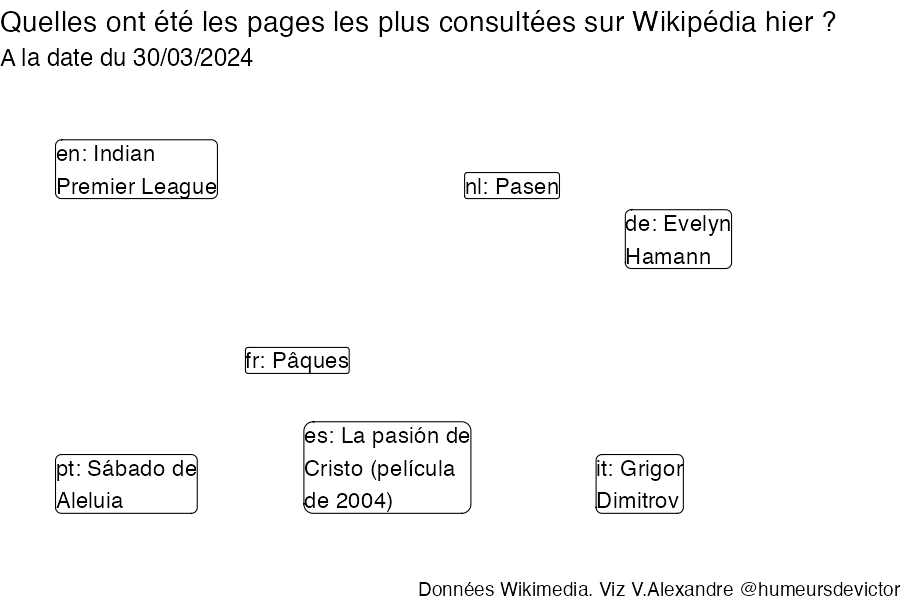 Quelles ont été les pages les plus consultées sur Wikipédia hier ?
A la date du 30/03/2024
en: Indian
Premier League
nl: Pasen
de: Evelyn
Hamann
fr: Pâques
es: La pasión de
Cristo (película
de 2004)
pt: Sábado de
Aleluia
it: Grigor
Dimitrov
Données Wikimedia. Viz V.Alexandre @humeursdevictor